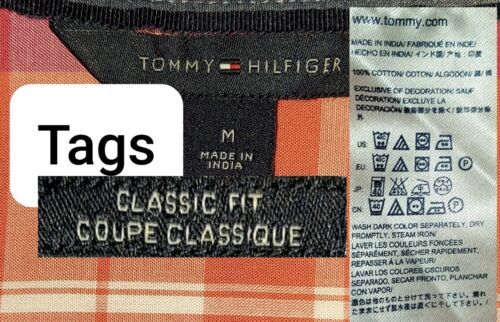 TOMMY HILFIGER
Tags
M
MADE IN
INDIA
CLASSIC FIT
COUPE CLASSIQUE
www.tommy.com
MADE IN INDIA/ FABRIQUÉ EN INDE/
HECHO EN INDIA/
100% COTTON/ COTON/ ALGODÓN/
EXCLUSIVE OF DECORATION/ SAUF
DÉCORATION/ EXCLUYE LA
DECORACIÓN/
US:
EU:
JP:
CN:
WASH DARK COLOR SEPARATELY, DRY
PROMPTLY, STEAM IRON/
LAVER LES COULEURS FONCÉES
SÉPARÉMENT, SÉCHER RAPIDEMENT,
REPASSER À LA VAPEUR/
LAVAR LOS COLORES OSCUROS
SEPARADO, SECAR PRONTO, PLANCHAR
CON VAPOR/